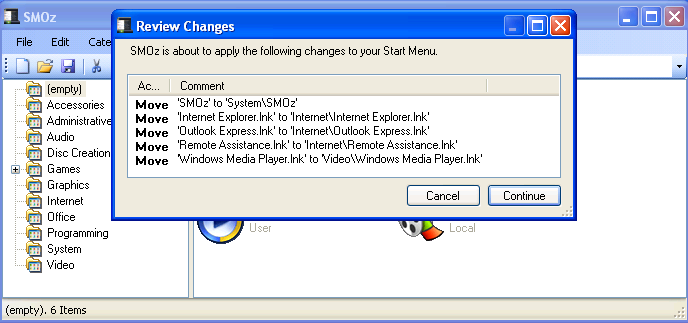 SMOz
Review Changes
File Edit Cate
SMOz is about to apply the following changes to your Start Menu.
Ac... Comment
Move 'SMOz' to 'System\SMOz'
Move 'Internet Explorer.lnk' to 'Internet\Internet Explorer.lnk'
Move 'Outlook Express.lnk' to 'Internet\Outlook Express.lnk'
Move 'Remote Assistance.lnk' to 'Internet\Remote Assistance.lnk'
Move 'Windows Media Player.lnk' to 'Video\Windows Media Player.lnk'
Cancel Continue
(empty)
Accessories
Administrative
Audio
Disc Creation
Games
Graphics
Internet
Office
Programming
System
Video
User Local
(empty). 6 Items